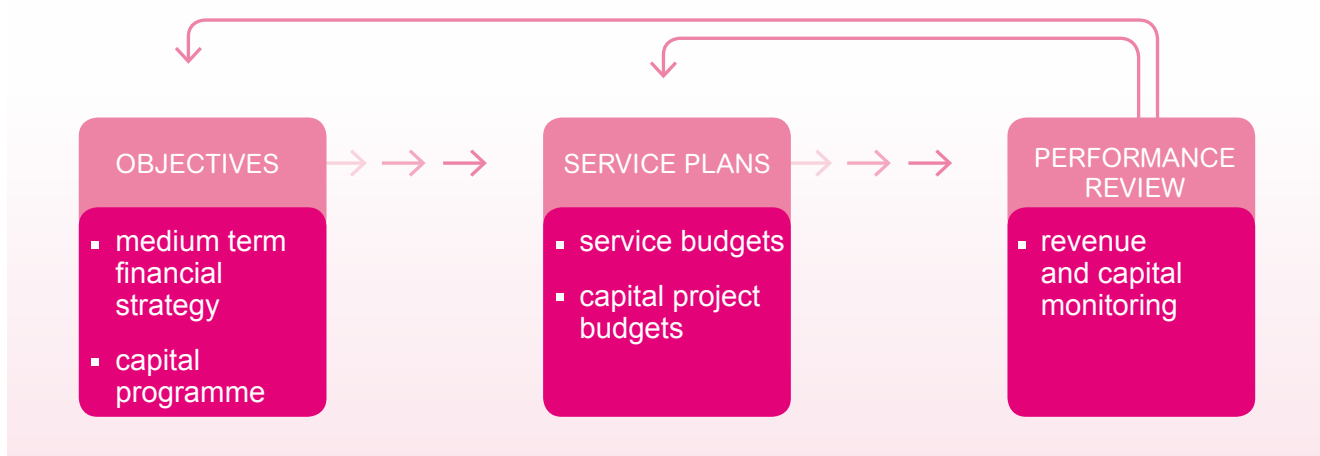 OBJECTIVES
medium term
financial
strategy
capital
programme
SERVICE PLANS
service budgets
capital project
budgets
PERFORMANCE
REVIEW
revenue
and capital
monitoring